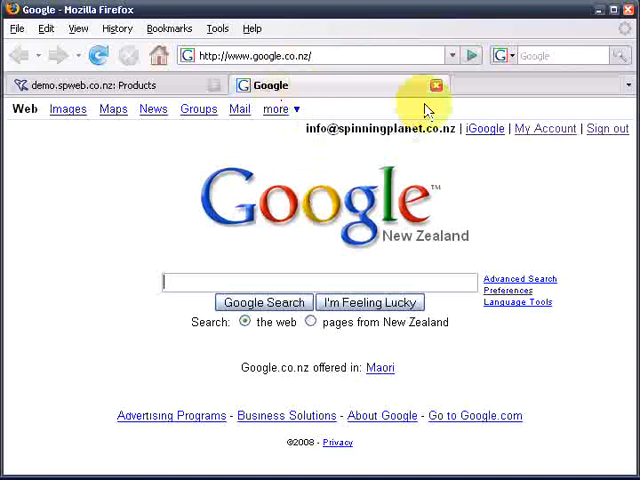 Google - Mozilla Firefox
File Edit View History Bookmarks Tools Help
http://www.google.co.nz/ Google
demo.spweb.co.nz: Products Google
Web Images Maps News Groups Mail more ▼
info@spinningplanet.co.nz | iGoogle | My Account | Sign out
Google™
New Zealand
Advanced Search
Preferences
Language Tools
Google Search I'm Feeling Lucky
Search: the web pages from New Zealand
Google.co.nz offered in: Maori
Advertising Programs - Business Solutions - About Google - Go to Google.com
©2008 - Privacy